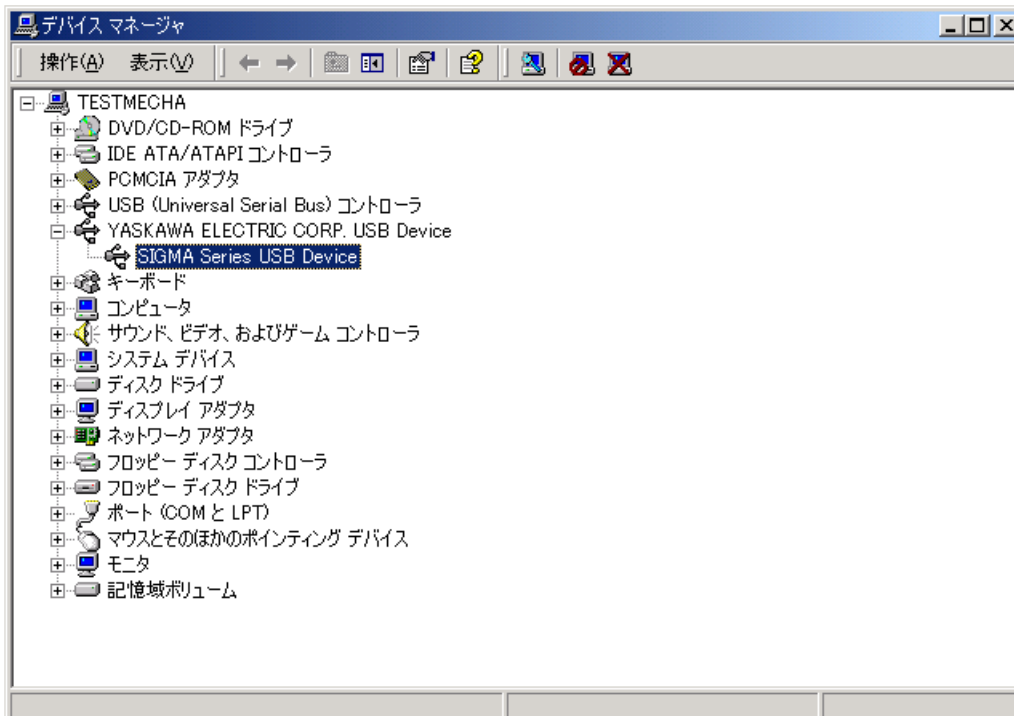 デバイス マネージャ
操作(A) 表示(V)
TESTMECHA
DVD/CD-ROM ドライブ
IDE ATA/ATAPI コントローラ
PCMCIA アダプタ
USB (Universal Serial Bus) コントローラ
YASKAWA ELECTRIC CORP. USB Device
SIGMA Series USB Device
キーボード
コンピュータ
サウンド、ビデオ、およびゲーム コントローラ
システム デバイス
ディスク ドライブ
ディスプレイ アダプタ
ネットワーク アダプタ
フロッピー ディスク コントローラ
フロッピー ディスク ドライブ
ポート (COM と LPT)
マウスとそのほかのポインティング デバイス
モニタ
記憶域ボリューム